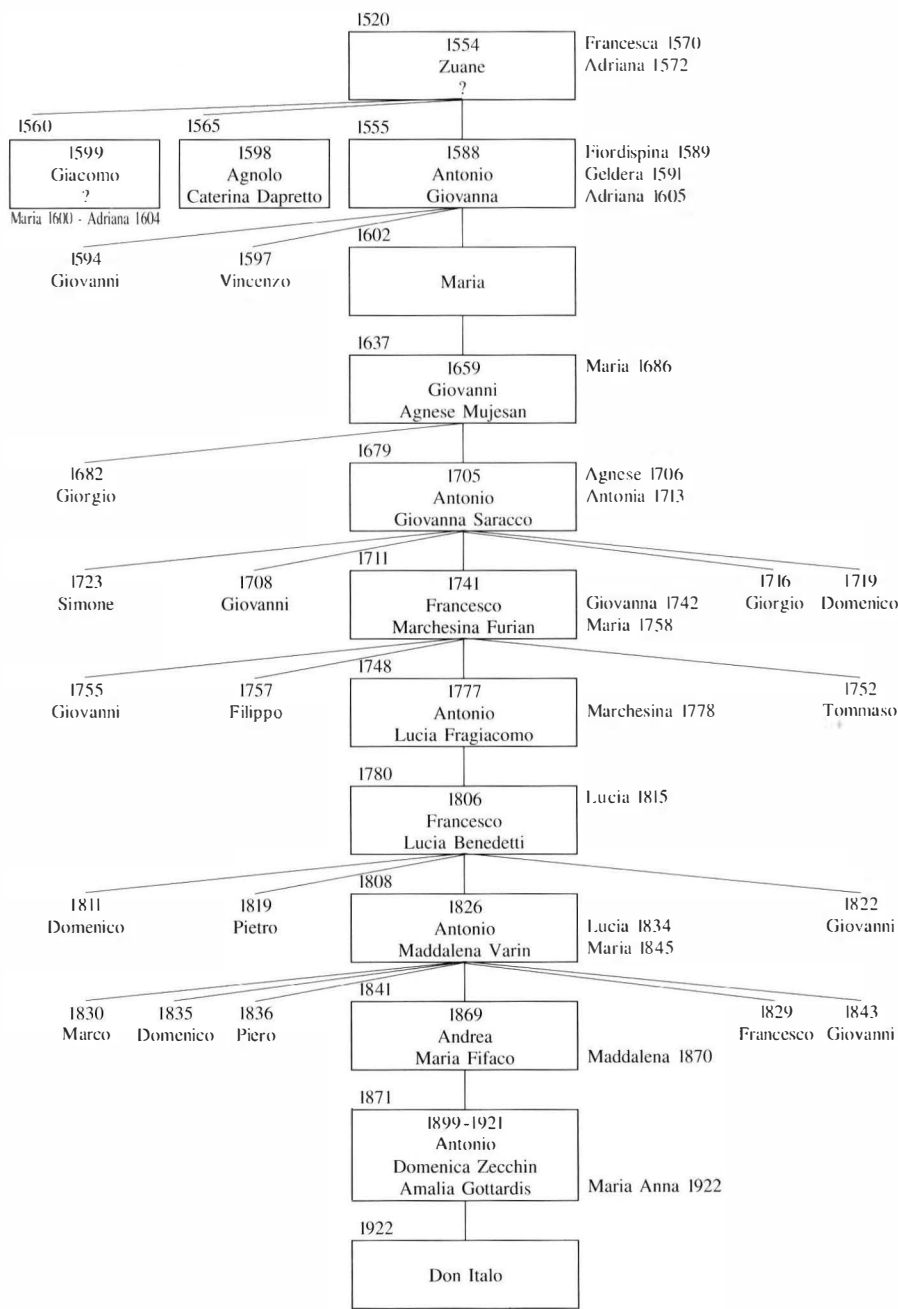 1520
1554
Zuane
?
Francesca 1570
Adriana 1572
1560
1599
Giacomo
?
Maria 1600 - Adriana 1604
1565
1598
Agnolo
Caterina Dapretto
1555
1588
Antonio
Giovanna
Fiordispina 1589
Geldera 1591
Adriana 1605
1594
Giovanni
1597
Vincenzo
1602
Maria
1637
1659
Giovanni
Agnese Mujesan
Maria 1686
1682
Giorgio
1679
1705
Antonio
Giovanna Saracco
Agnese 1706
Antonia 1713
1723
Simone
1708
Giovanni
1711
1741
Francesco
Marchesina Furian
Giovanna 1742
Maria 1758
1716
Giorgio
1719
Domenico
1755
Giovanni
1757
Filippo
1748
1777
Antonio
Lucia Fragiacomo
Marchesina 1778
1752
Tommaso
1780
1806
Francesco
Lucia Benedetti
Lucia 1815
1811
Domenico
1819
Pietro
1808
1826
Antonio
Maddalena Varin
Lucia 1834
Maria 1845
1822
Giovanni
1830
Marco
1835
Domenico
1836
Piero
1841
1869
Andrea
Maria Fifaco
Maddalena 1870
1829
Francesco
1843
Giovanni
1871
1899-1921
Antonio
Domenica Zecchin
Amalia Gottardis
Maria Anna 1922
1922
Don Italo